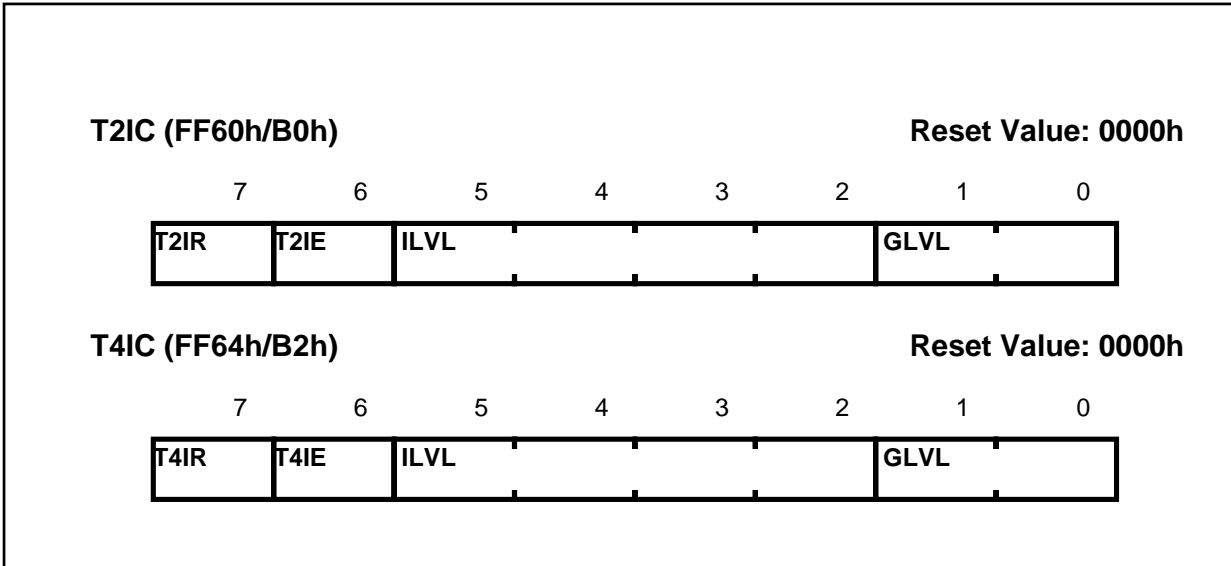 T2IC (FF60h/B0h) Reset Value: 0000h
7 6 5 4 3 2 1 0
T2IR T2IE ILVL GLVL
T4IC (FF64h/B2h) Reset Value: 0000h
7 6 5 4 3 2 1 0
T4IR T4IE ILVL GLVL